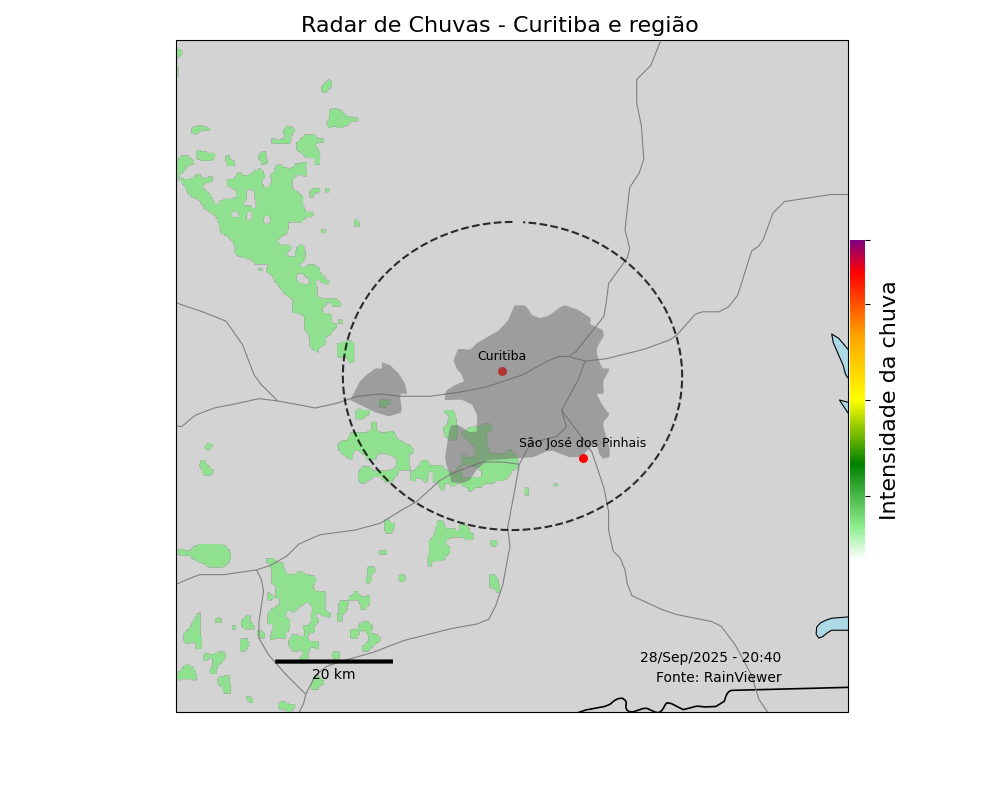 Radar de Chuvas - Curitiba e região
Curitiba
São José dos Pinhais
Intensidade da chuva
28/Sep/2025 - 20:40
20 km
Fonte: RainViewer